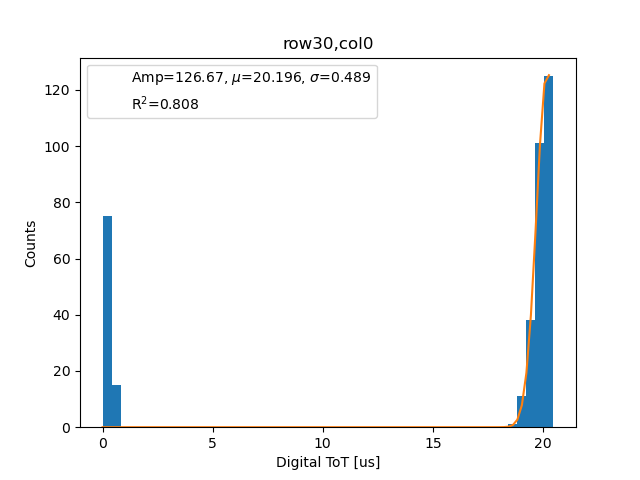 row30,col0
Amp=126.67, μ=20.196, σ=0.489
R²=0.808
120
100
80
60
40
20
0
Counts
0 5 10 15 20
Digital ToT [us]